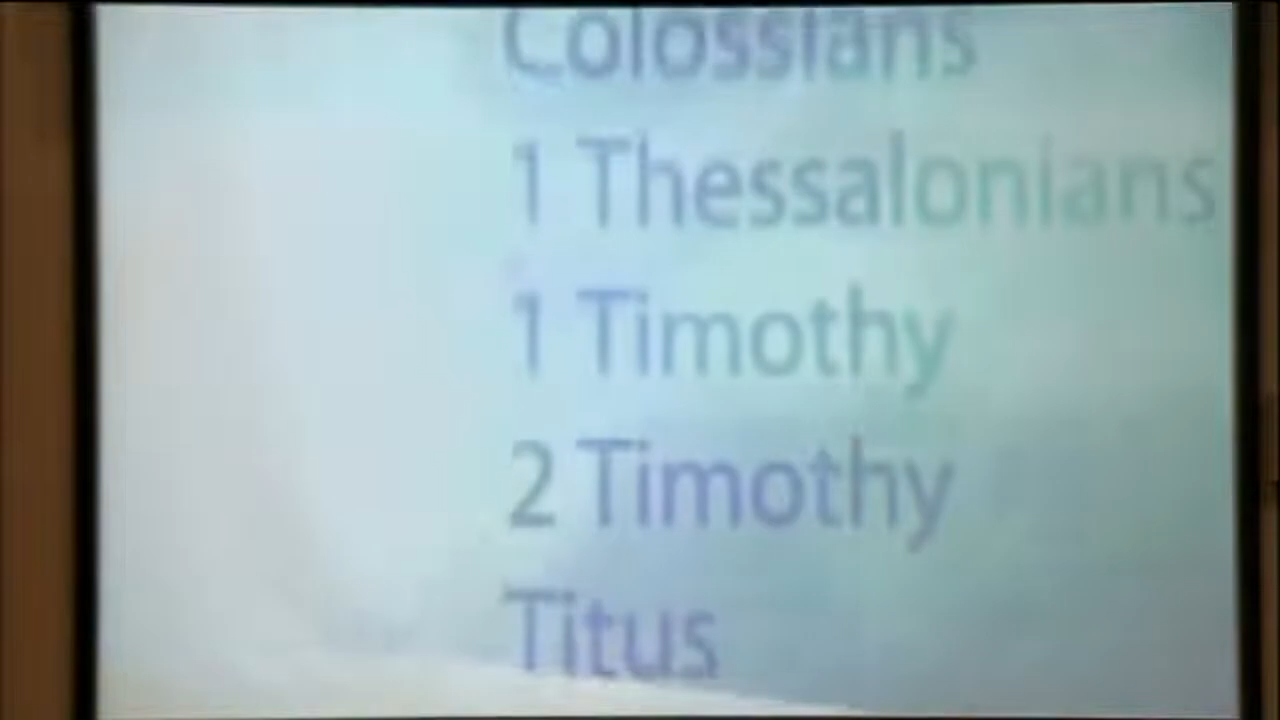 Colossians
1 Thessalonians
1 Timothy
2 Timothy
Titus